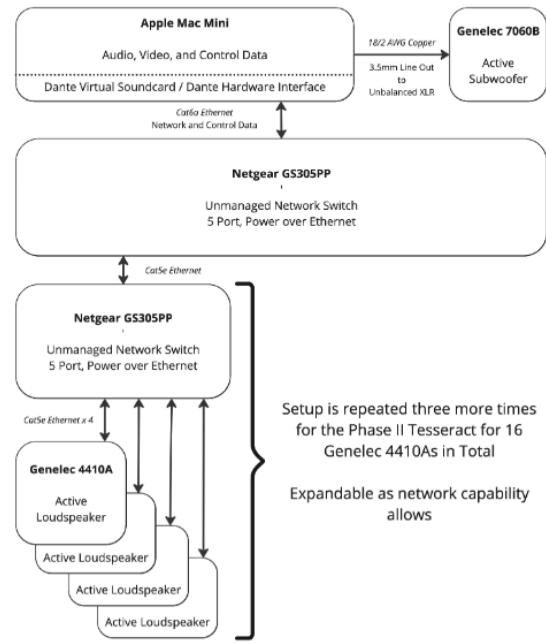 Apple Mac Mini
Audio, Video, and Control Data
Dante Virtual Soundcard / Dante Hardware Interface
18/2 AWG Copper
3.5mm Line Out
to
Unbalanced XLR
Genelec 7060B
Active
Subwoofer
Cat6a Ethernet
Network and Control Data
Netgear GS305PP
Unmanaged Network Switch
5 Port, Power over Ethernet
Cat5e Ethernet
Netgear GS305PP
Unmanaged Network Switch
5 Port, Power over Ethernet
Cat5e Ethernet x 4
Genelec 4410A
Active
Loudspeaker
Active Loudspeaker
Active Loudspeaker
Active Loudspeaker
Setup is repeated three more times
for the Phase II Tesseract for 16
Genelec 4410As in Total
Expandable as network capability
allows